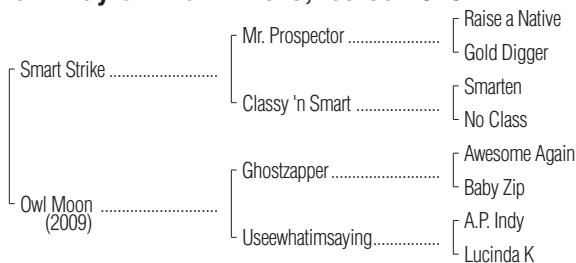 Raise a Native
Mr. Prospector ....................
Gold Digger
Smart Strike ........................
Smarten
Classy 'n Smart ....................
No Class
Awesome Again
Ghostzapper ........................
Baby Zip
Owl Moon ..........................
(2009)
A.P. Indy
Useewhatimsaying...............
Lucinda K